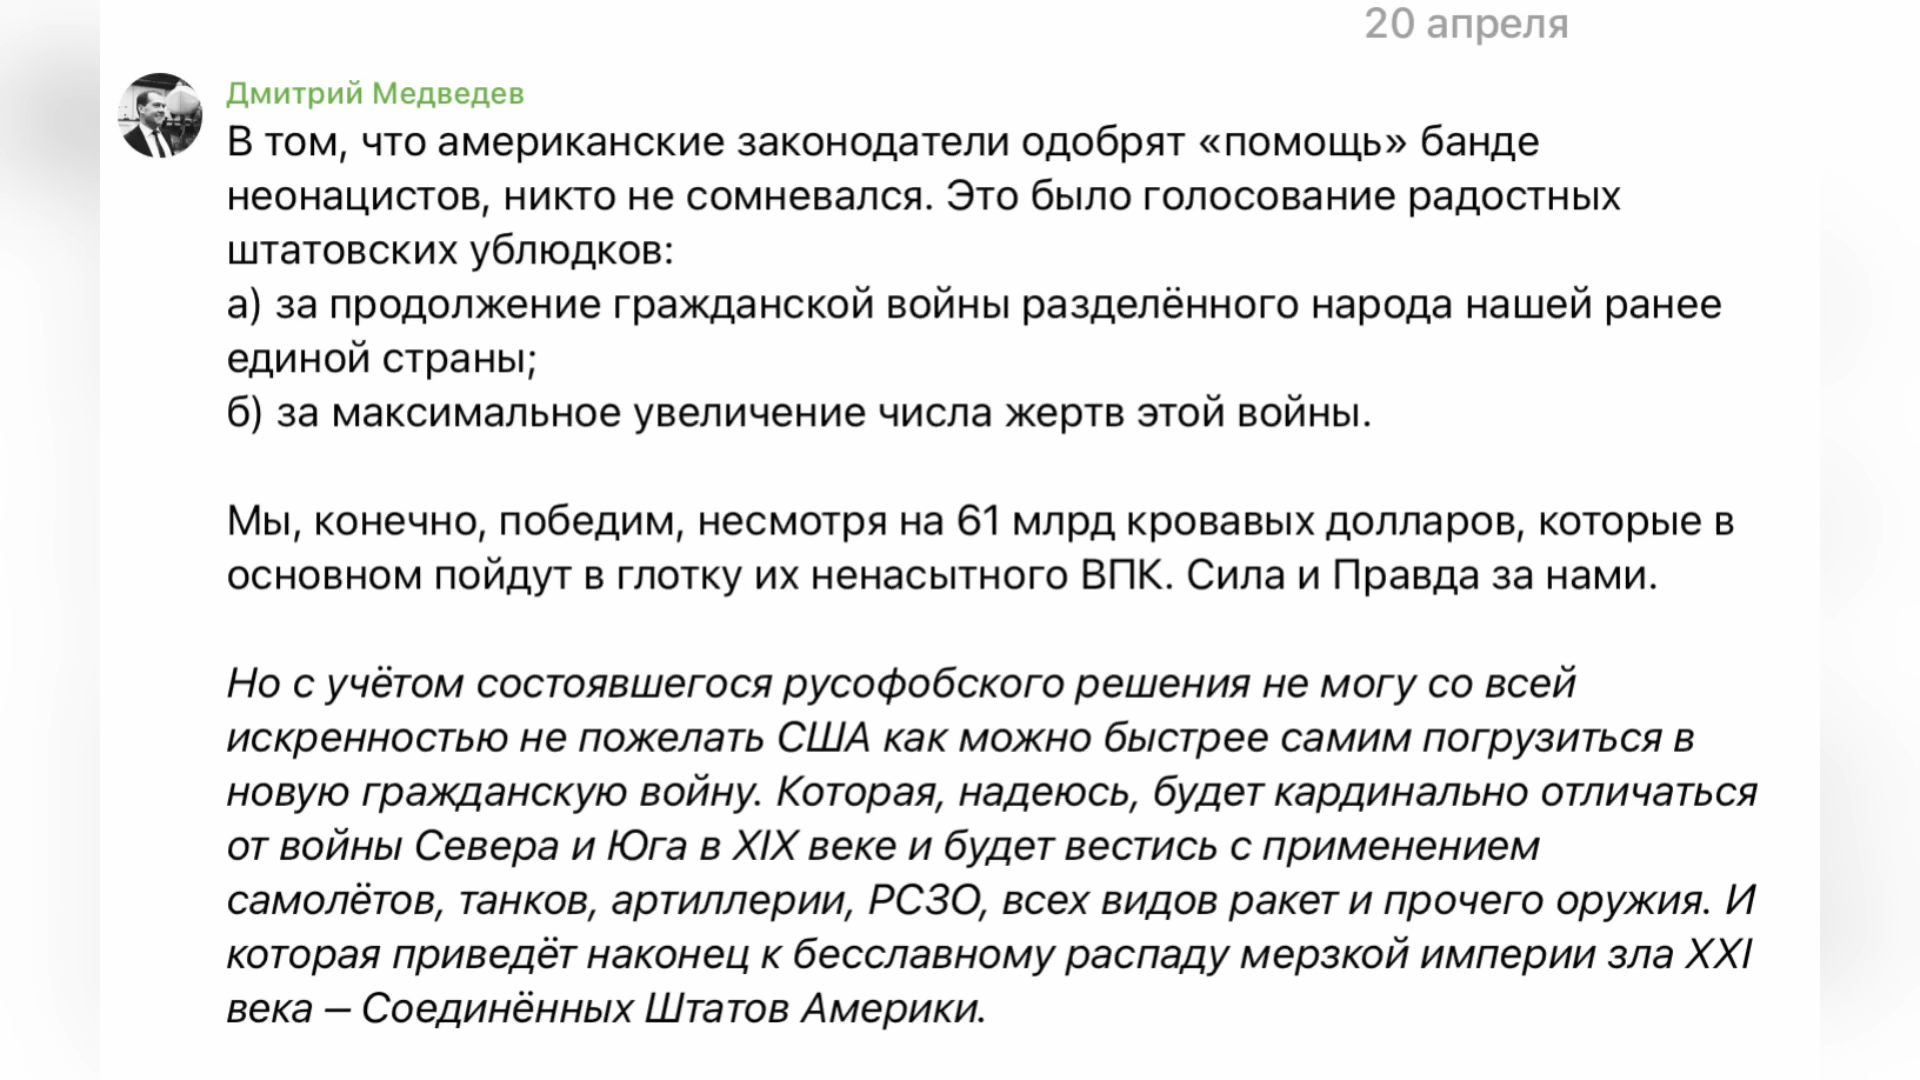 20 апреля
Дмитрий Медведев
В том, что американские законодатели одобрят «помощь» банде
неонацистов, никто не сомневался. Это было голосование радостных
штатовских ублюдков:
а) за продолжение гражданской войны разделённого народа нашей ранее
единой страны;
б) за максимальное увеличение числа жертв этой войны.
Мы, конечно, победим, несмотря на 61 млрд кровавых долларов, которые в
основном пойдут в глотку их ненасытного ВПК. Сила и Правда за нами.
Но с учётом состоявшегося русофобского решения не могу со всей
искренностью не пожелать США как можно быстрее самим погрузиться в
новую гражданскую войну. Которая, надеюсь, будет кардинально отличаться
от войны Севера и Юга в XIX веке и будет вестись с применением
самолётов, танков, артиллерии, РСЗО, всех видов ракет и прочего оружия. И
которая приведёт наконец к бесславному распаду мерзкой империи зла XXI
века – Соединённых Штатов Америки.